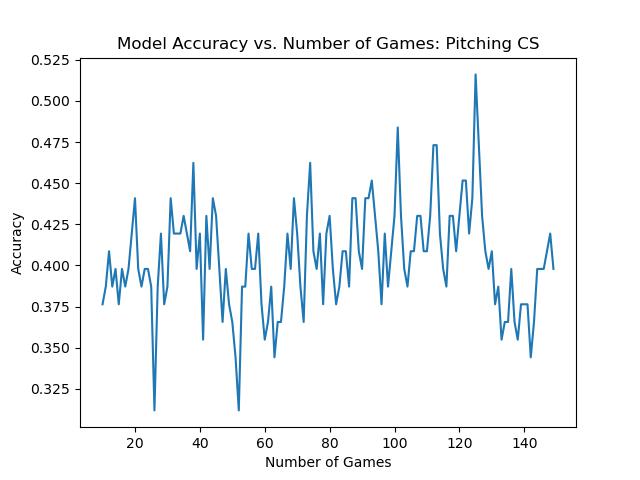 Model Accuracy vs. Number of Games: Pitching CS
0.525
0.500
0.475
0.450
0.425
0.400
0.375
0.350
0.325
Accuracy
20 40 60 80 100 120 140
Number of Games